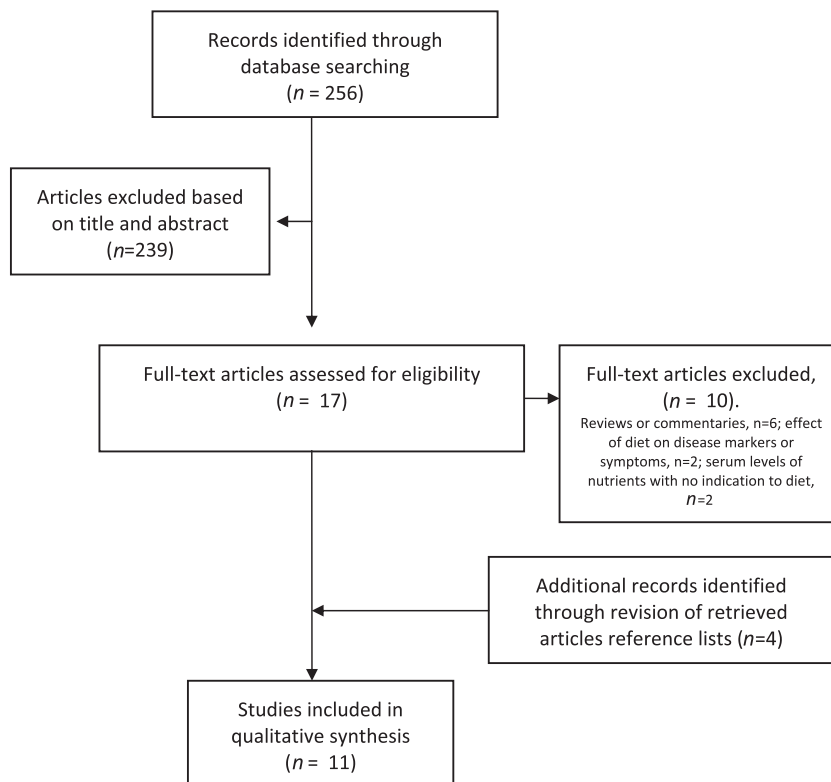 Records identified through
database searching
(n = 256)
Articles excluded based
on title and abstract
(n=239)
Full-text articles assessed for eligibility
(n = 17)
Full-text articles excluded,
(n = 10).
Reviews or commentaries, n=6; effect
of diet on disease markers or
symptoms, n=2; serum levels of
nutrients with no indication to diet,
n=2
Additional records identified
through revision of retrieved
articles reference lists (n=4)
Studies included in
qualitative synthesis
(n = 11)